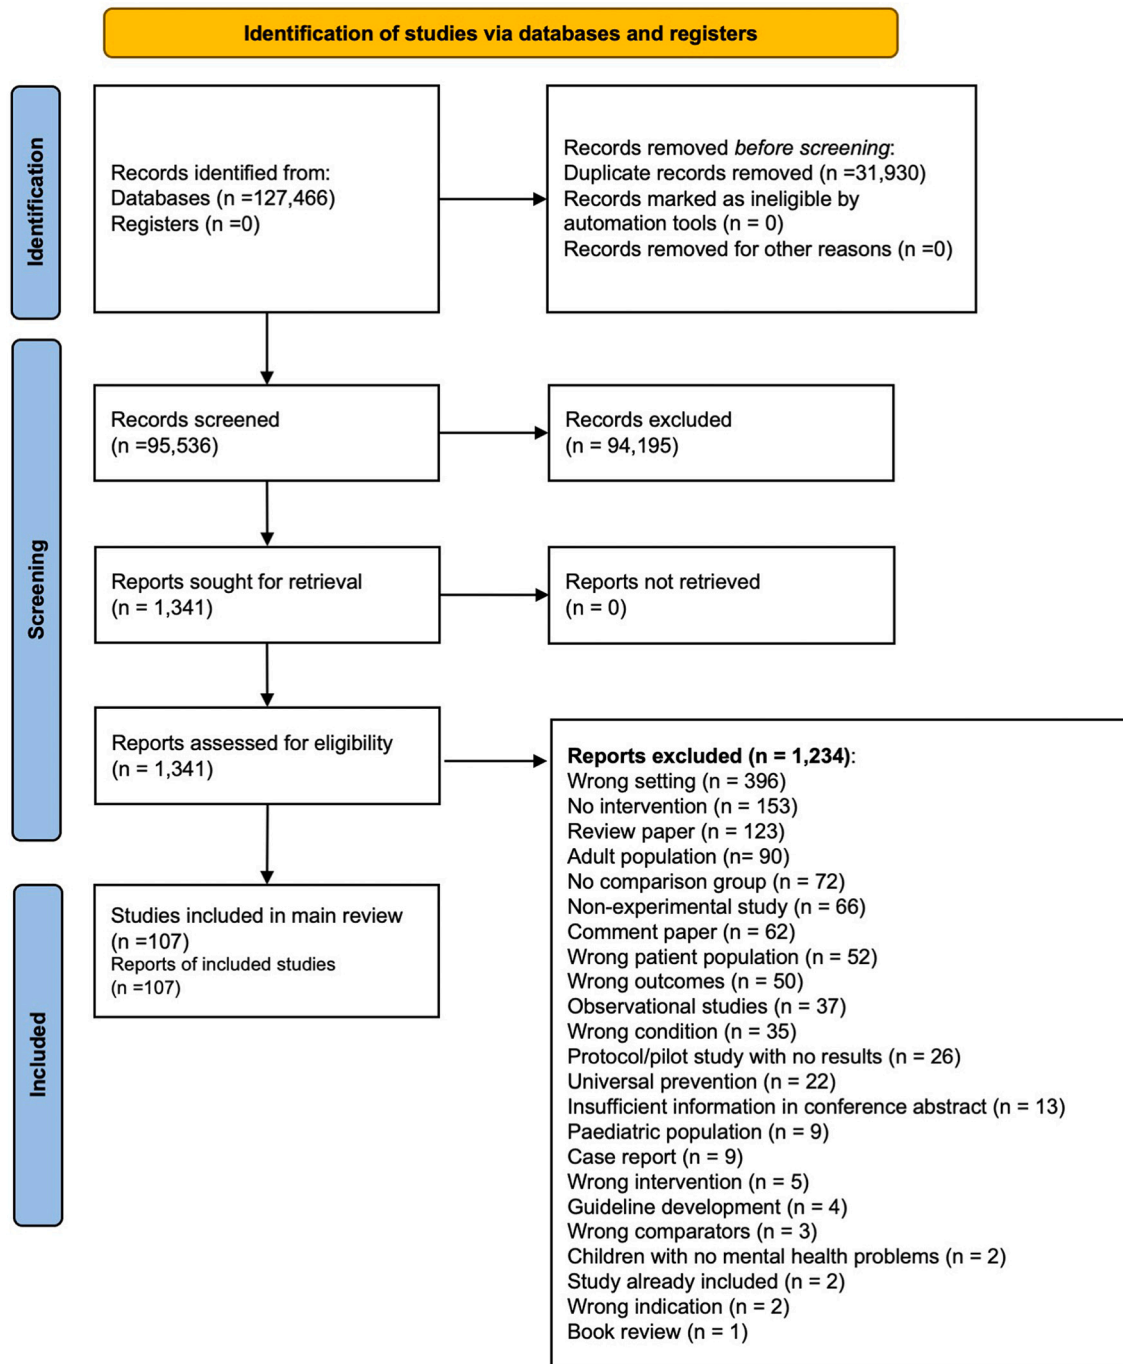 Identification of studies via databases and registers
Identification
Records identified from:
Databases (n =127,466)
Registers (n =0)
Records removed before screening:
Duplicate records removed (n =31,930)
Records marked as ineligible by
automation tools (n = 0)
Records removed for other reasons (n =0)
Screening
Records screened
(n =95,536)
Records excluded
(n = 94,195)
Reports sought for retrieval
(n = 1,341)
Reports not retrieved
(n = 0)
Reports assessed for eligibility
(n = 1,341)
Reports excluded (n = 1,234):
Wrong setting (n = 396)
No intervention (n = 153)
Review paper (n = 123)
Adult population (n= 90)
No comparison group (n = 72)
Non-experimental study (n = 66)
Comment paper (n = 62)
Wrong patient population (n = 52)
Wrong outcomes (n = 50)
Observational studies (n = 37)
Wrong condition (n = 35)
Protocol/pilot study with no results (n = 26)
Universal prevention (n = 22)
Insufficient information in conference abstract (n = 13)
Paediatric population (n = 9)
Case report (n = 9)
Wrong intervention (n = 5)
Guideline development (n = 4)
Wrong comparators (n = 3)
Children with no mental health problems (n = 2)
Study already included (n = 2)
Wrong indication (n = 2)
Book review (n = 1)
Included
Studies included in main review
(n =107)
Reports of included studies
(n =107)